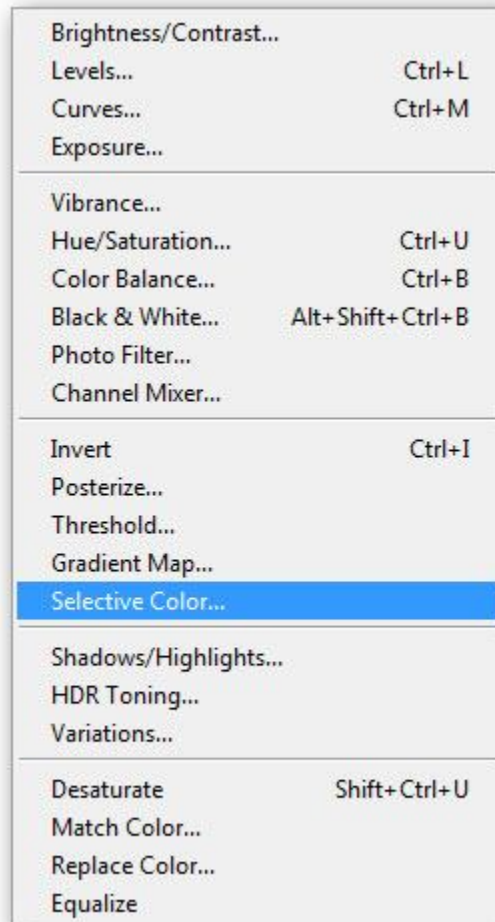 Brightness/Contrast...
Levels... Ctrl+L
Curves... Ctrl+M
Exposure...
Vibrance...
Hue/Saturation... Ctrl+U
Color Balance... Ctrl+B
Black & White... Alt+Shift+Ctrl+B
Photo Filter...
Channel Mixer...
Invert Ctrl+I
Posterize...
Threshold...
Gradient Map...
Selective Color...
Shadows/Highlights...
HDR Toning...
Variations...
Desaturate Shift+Ctrl+U
Match Color...
Replace Color...
Equalize